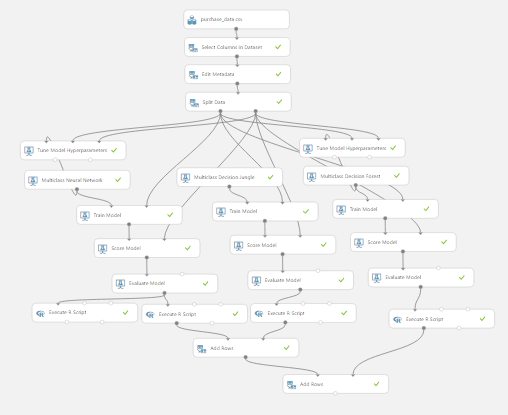 purchase_data.csv
Select Columns in Dataset
Edit Metadata
Split Data
Tune Model Hyperparameters
Tune Model Hyperparameters
Multiclass Neural Network
Multiclass Decision Jungle
Multiclass Decision Forest
Train Model
Train Model
Train Model
Score Model
Score Model
Score Model
Evaluate Model
Evaluate Model
Evaluate Model
Execute R Script
Execute R Script
Execute R Script
Execute R Script
Add Rows
Add Rows